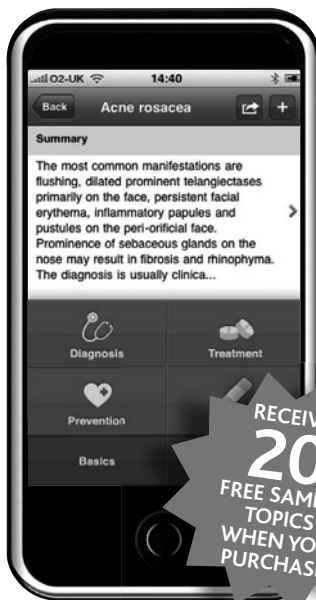 O2-UK 14:40
Back Acne rosacea +
Summary
The most common manifestations are
flushing, dilated prominent telangiectases
primarily on the face, persistent facial
erythema, inflammatory papules and
pustules on the peri-orificial face.
Prominence of sebaceous glands on the
nose may result in fibrosis and rhinophyma.
The diagnosis is usually clinica...
Diagnosis Treatment
Prevention
Basics
RECEIV
20
FREE SAM
TOPICS
WHEN YO
PURCHAS